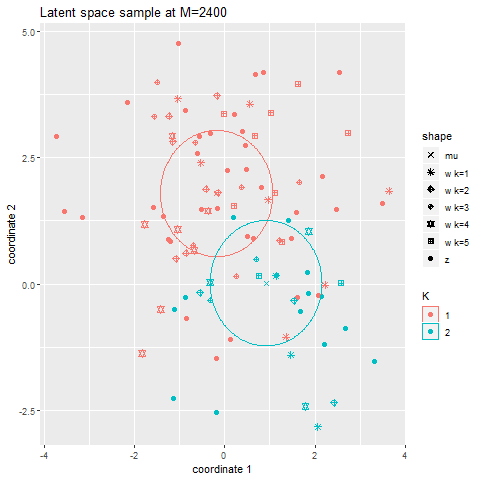 Latent space sample at M=2400
5.0
2.5
0.0
-2.5
coordinate 2
-4
-2
0
2
4
coordinate 1
shape
mu
w k=1
w k=2
w k=3
w k=4
w k=5
z
K
1
2